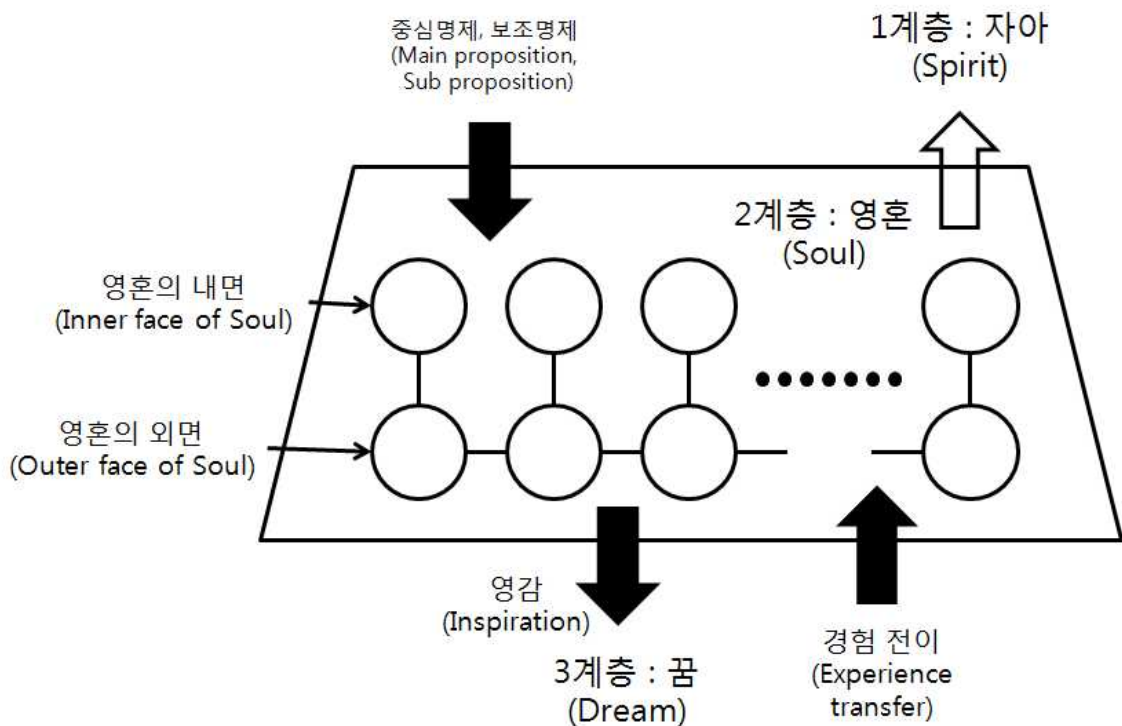 중심명제, 보조명제
(Main proposition,
Sub proposition)
1계층 : 자아
(Spirit)
2계층 : 영혼
(Soul)
영혼의 내면
(Inner face of Soul)
영혼의 외면
(Outer face of Soul)
영감
(Inspiration)
3계층 : 꿈
(Dream)
경험 전이
(Experience
transfer)